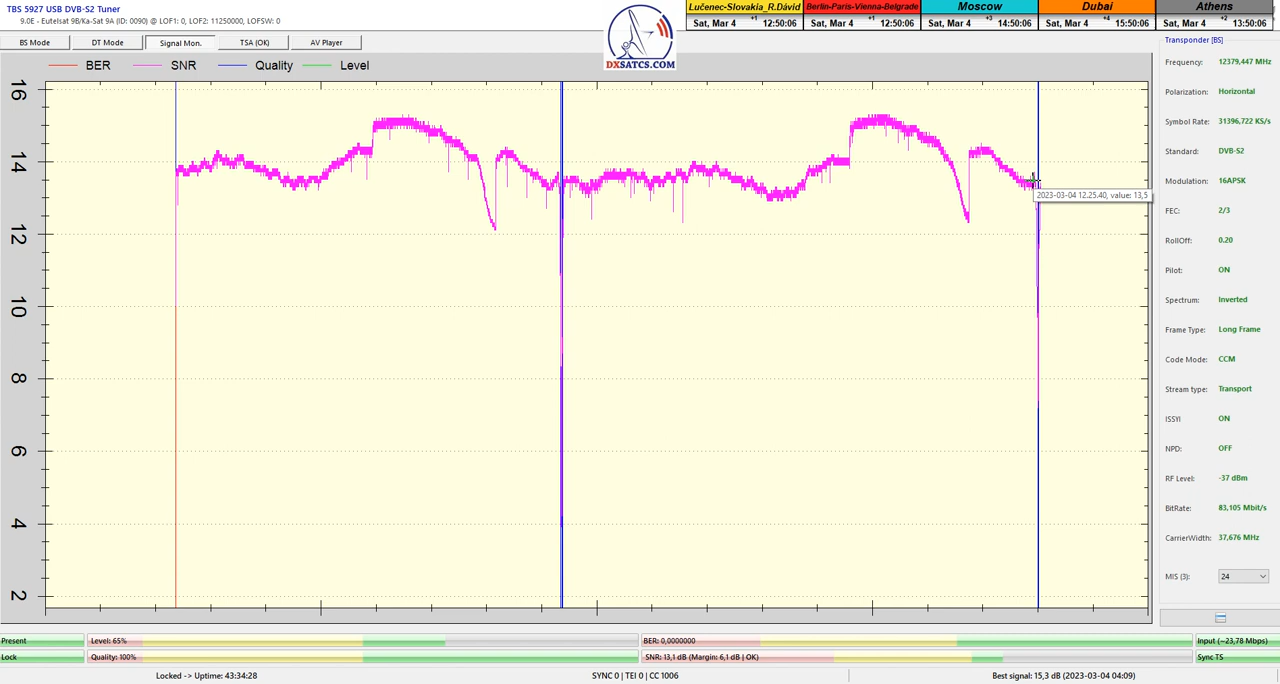 TBS 5927 USB DVB-S2 Tuner
9.0E - Eutelsat 9B/Ka-Sat 9A (ID: 0090) @ LOF1: 0, LOF2: 11250000, LOFSW: 0
Lučenec-Slovakia_R.Dávid
Berlin-Paris-Vienna-Belgrade
Moscow
Dubai
Athens
Sat, Mar 4 +1 12:50:06
Sat, Mar 4 +1 12:50:06
Sat, Mar 4 +3 14:50:06
Sat, Mar 4 +4 15:50:06
Sat, Mar 4 +2 13:50:06
BS Mode
DT Mode
Signal Mon.
TSA (OK)
AV Player
DXSATCS.COM
BER
SNR
Quality
Level
16
14
12
10
8
6
4
2
2023-03-04 12.25.40, value: 13,5
Transponder [BS]
Frequency: 12379,447 MHz
Polarization: Horizontal
Symbol Rate: 31396,722 KS/s
Standard: DVB-S2
Modulation: 16APSK
FEC: 2/3
RollOff: 0.20
Pilot: ON
Spectrum: Inverted
Frame Type: Long Frame
Code Mode: CCM
Stream type: Transport
ISSYI ON
NPD: OFF
RF Level: -37 dBm
BitRate: 83,105 Mbit/s
CarrierWidth: 37,676 MHz
MIS (3): 24
Present
Level: 65%
BER: 0,0000000
Input (~23,78 Mbps)
Lock
Quality: 100%
SNR: 13,1 dB (Margin: 6,1 dB | OK)
Sync TS
Locked -> Uptime: 43:34:28
SYNC 0 | TEI 0 | CC 1006
Best signal: 15,3 dB (2023-03-04 04:09)